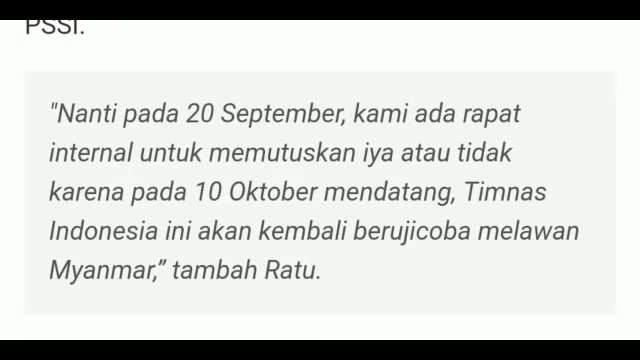 PSSI.
"Nanti pada 20 September, kami ada rapat
internal untuk memutuskan iya atau tidak
karena pada 10 Oktober mendatang, Timnas
Indonesia ini akan kembali berujicoba melawan
Myanmar,” tambah Ratu.